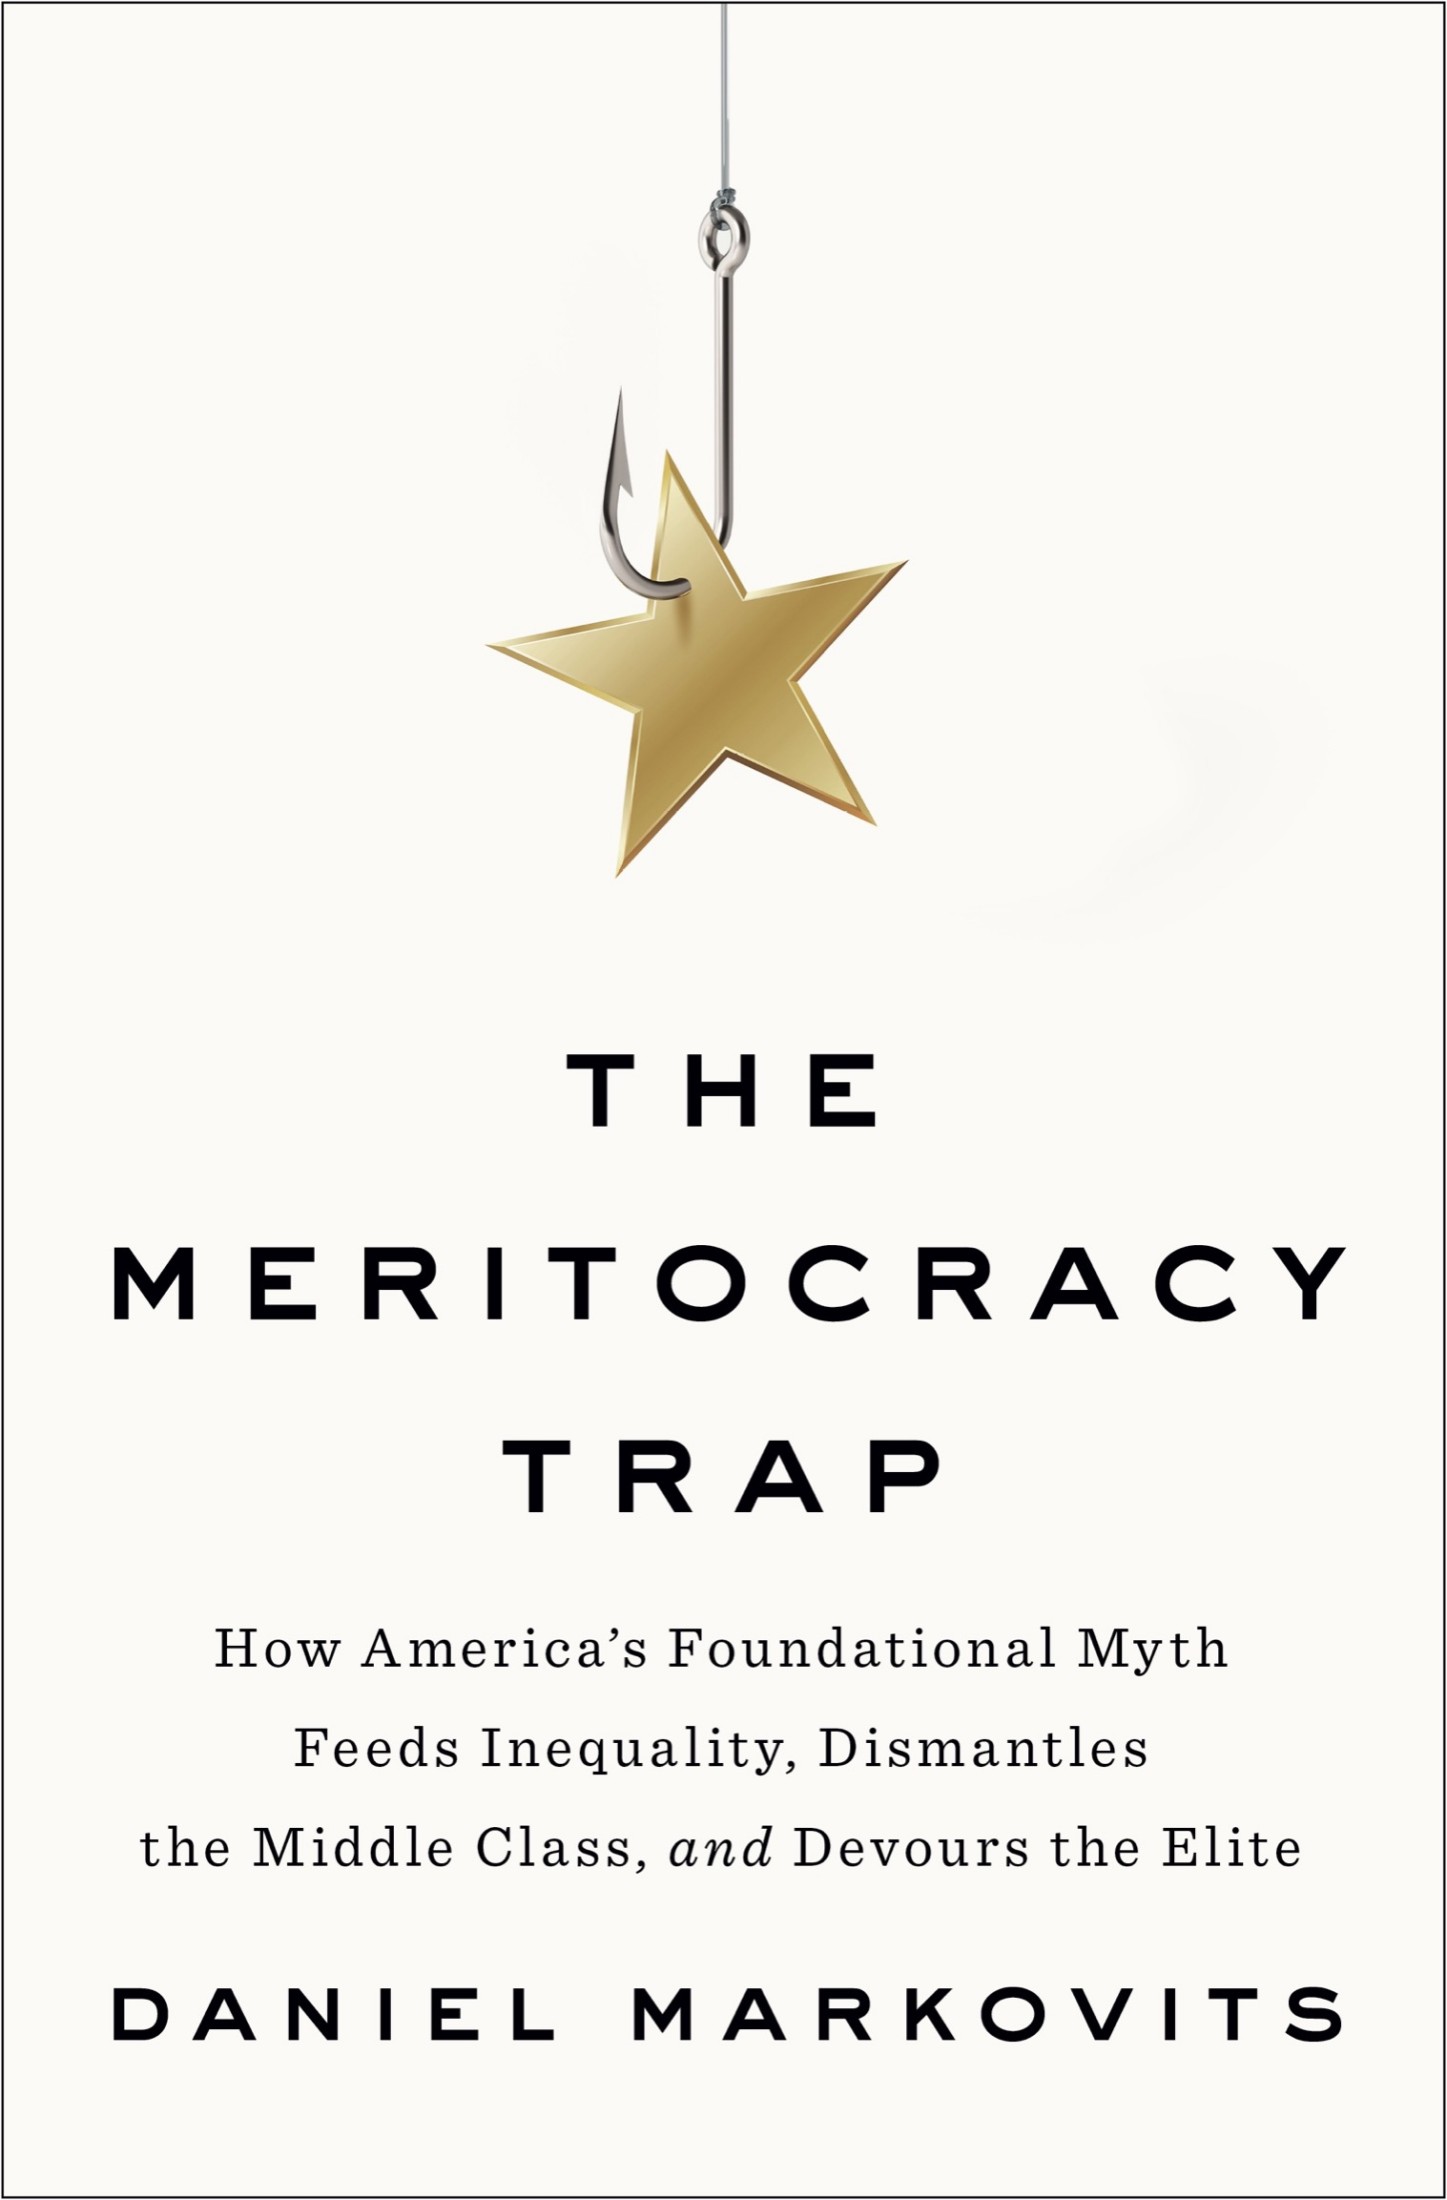 THE
MERITOCRACY
TRAP
How America’s Foundational Myth
Feeds Inequality, Dismantles
the Middle Class, and Devours the Elite
DANIEL MARKOVITS